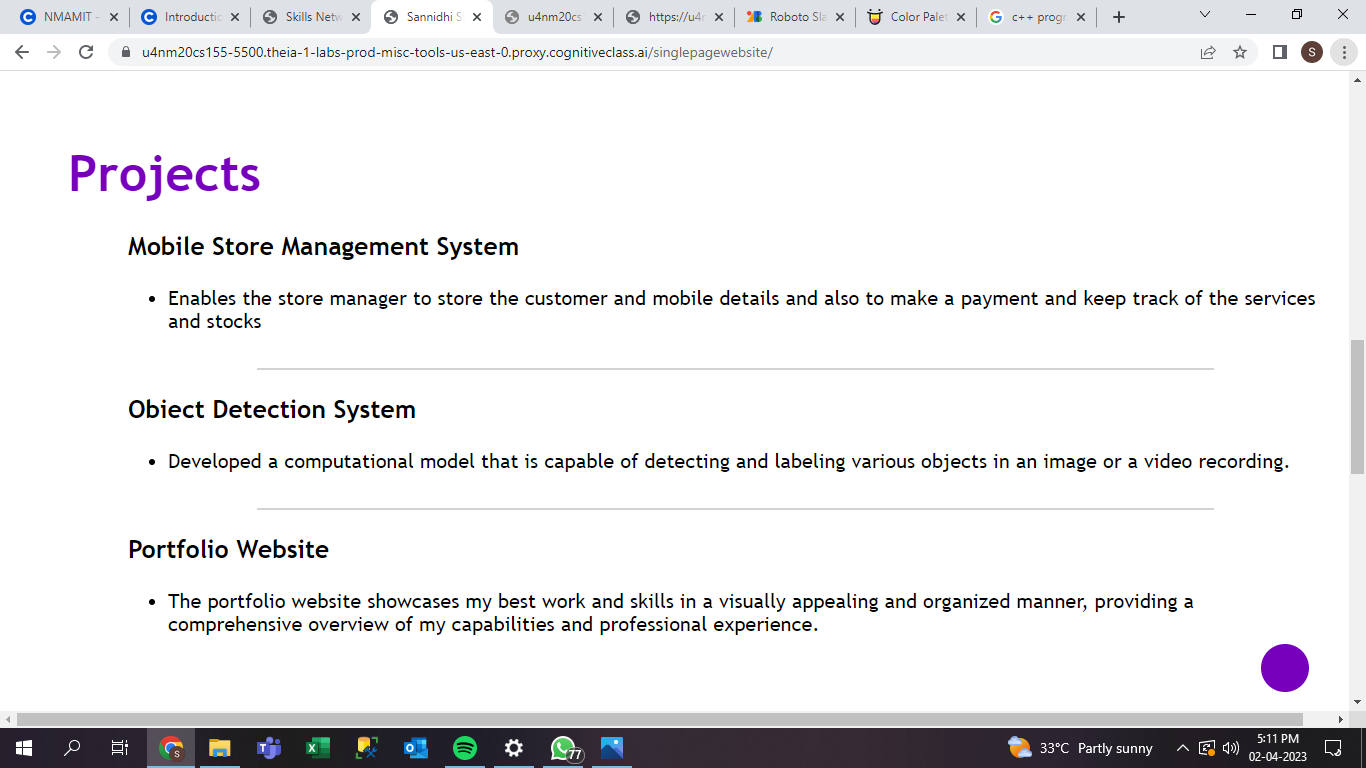 NMAMIT -
Introductic
Skills Netw
Sannidhi S
u4nm20cs
https://u4r
Roboto Sla
Color Palet
c++ progr
u4nm20cs155-5500.theia-1-labs-prod-misc-tools-us-east-0.proxy.cognitiveclass.ai/singlepagewebsite/
S
Projects
Mobile Store Management System
Enables the store manager to store the customer and mobile details and also to make a payment and keep track of the services
and stocks
Obiect Detection System
Developed a computational model that is capable of detecting and labeling various objects in an image or a video recording.
Portfolio Website
The portfolio website showcases my best work and skills in a visually appealing and organized manner, providing a
comprehensive overview of my capabilities and professional experience.
77
33°C Partly sunny
5:11 PM
02-04-2023